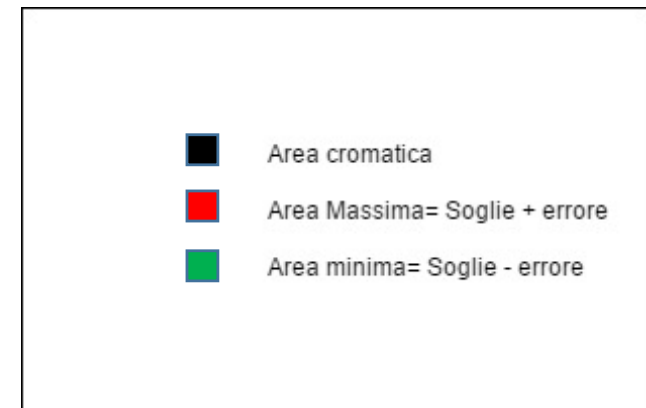 Area cromatica
Area Massima= Soglie + errore
Area minima= Soglie - errore